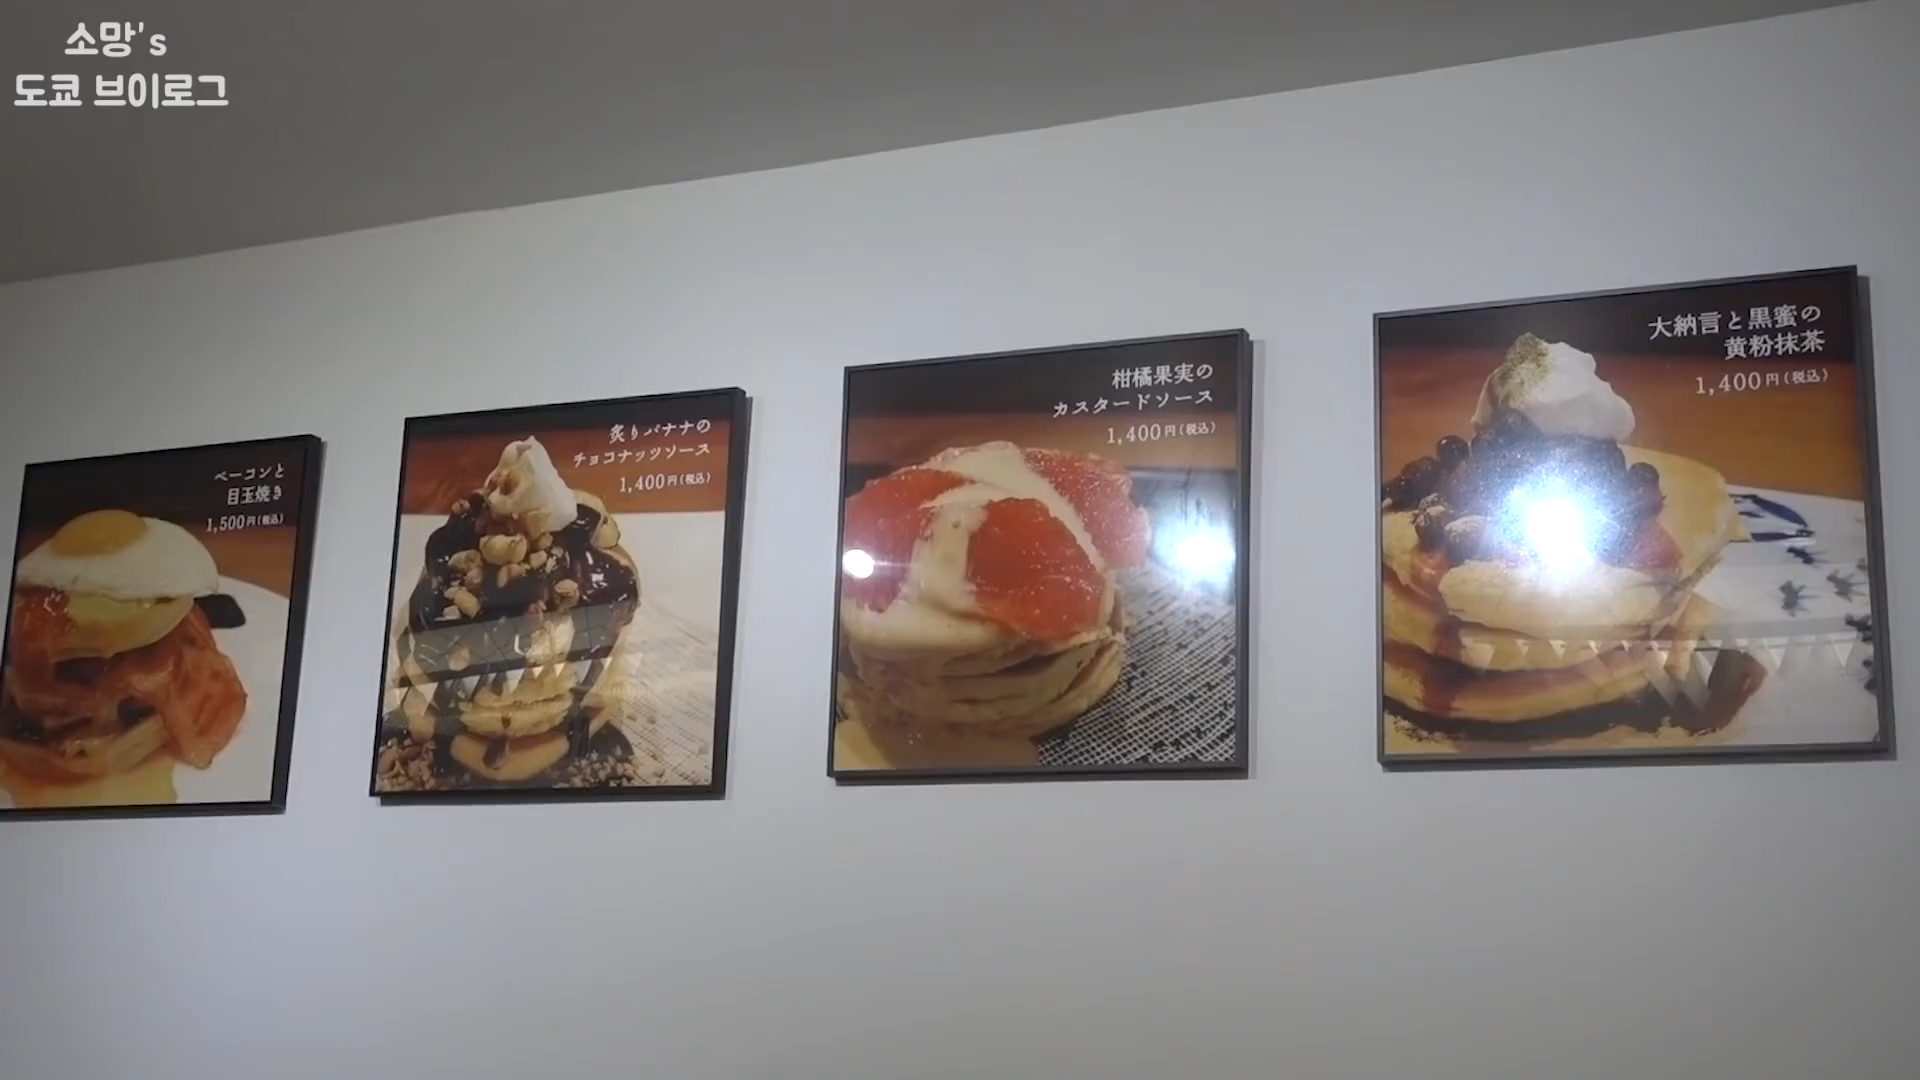 소망's
도쿄 브이로그
ベーコンと
目玉焼き
1,500円(税込)
炙りバナナの
チョコナッツソース
1,400円(税込)
柑橘果実の
カスタードソース
1,400円(税込)
大納言と黒蜜の
黄粉抹茶
1,400円(税込)